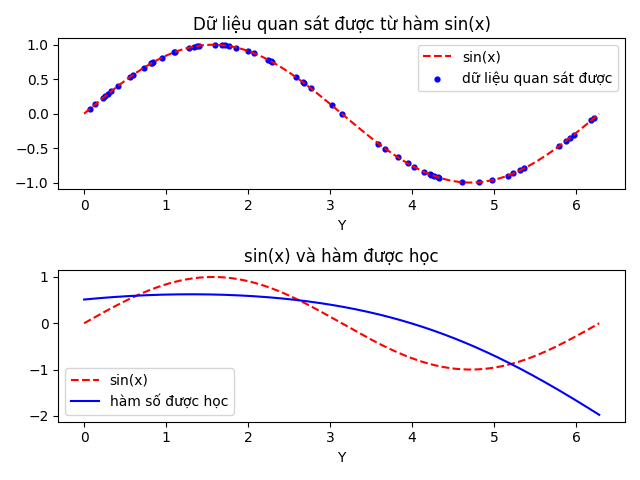 Dữ liệu quan sát được từ hàm sin(x)
1.0
0.5
0.0
−0.5
−1.0
sin(x)
dữ liệu quan sát được
0 1 2 3 4 5 6
Y
sin(x) và hàm được học
1
0
−1
−2
sin(x)
hàm số được học
0 1 2 3 4 5 6
Y